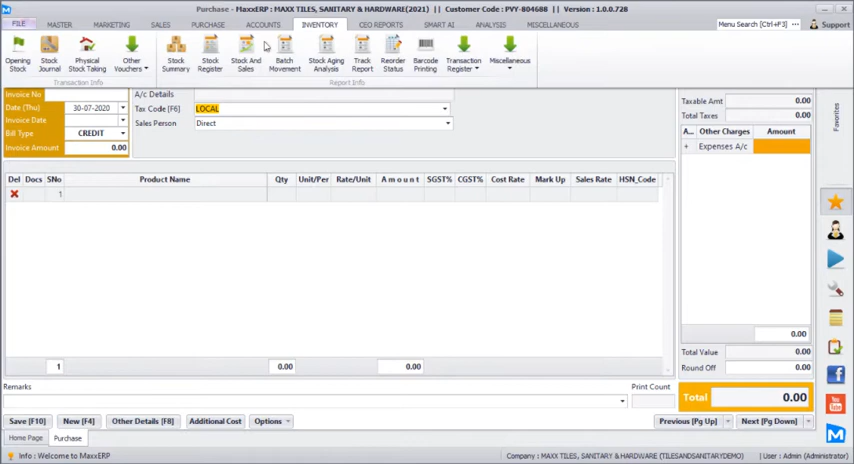 Purchase - MaxxERP : MAXX TILES, SANITARY & HARDWARE(2021) || Customer Code : PVY-804688 || Version : 1.0.0.728
FILE MASTER MARKETING SALES PURCHASE ACCOUNTS INVENTORY CEO REPORTS SMART AI ANALYSIS MISCELLANEOUS Menu Search [Ctrl+F3] Support
Opening Stock
Stock Journal
Physical Stock Taking
Other Vouchers
Stock Summary
Stock Register
Stock And Sales
Batch Movement
Stock Aging Analysis
Track Report
Reorder Status
Barcode Printing
Transaction Register
Miscellaneous
Transaction Info
Report Info
Favorites
Invoice No
Date (Thu) 30-07-2020
Invoice Date
Bill Type CREDIT
Invoice Amount 0.00
A/c Details
Tax Code [F6] LOCAL
Sales Person Direct
Taxable Amt 0.00
Total Taxes 0.00
A... Other Charges Amount
+ Expenses A/c
Del Docs SNo Product Name Qty Unit/Per Rate/Unit A m o u n t SGST% CGST% Cost Rate Mark Up Sales Rate HSN_Code
1
0.00
1 0.00 0.00
Total Value 0.00
Round Off 0.00
Remarks
Print Count
Total 0.00
Save [F10] New [F4] Other Details [F8] Additional Cost Options Previous [Pg Up] Next [Pg Down]
Home Page Purchase
Info : Welcome to MaxxERP Company : MAXX TILES, SANITARY & HARDWARE (TILESANDSANITARYDEMO) User : Admin (Administrator)